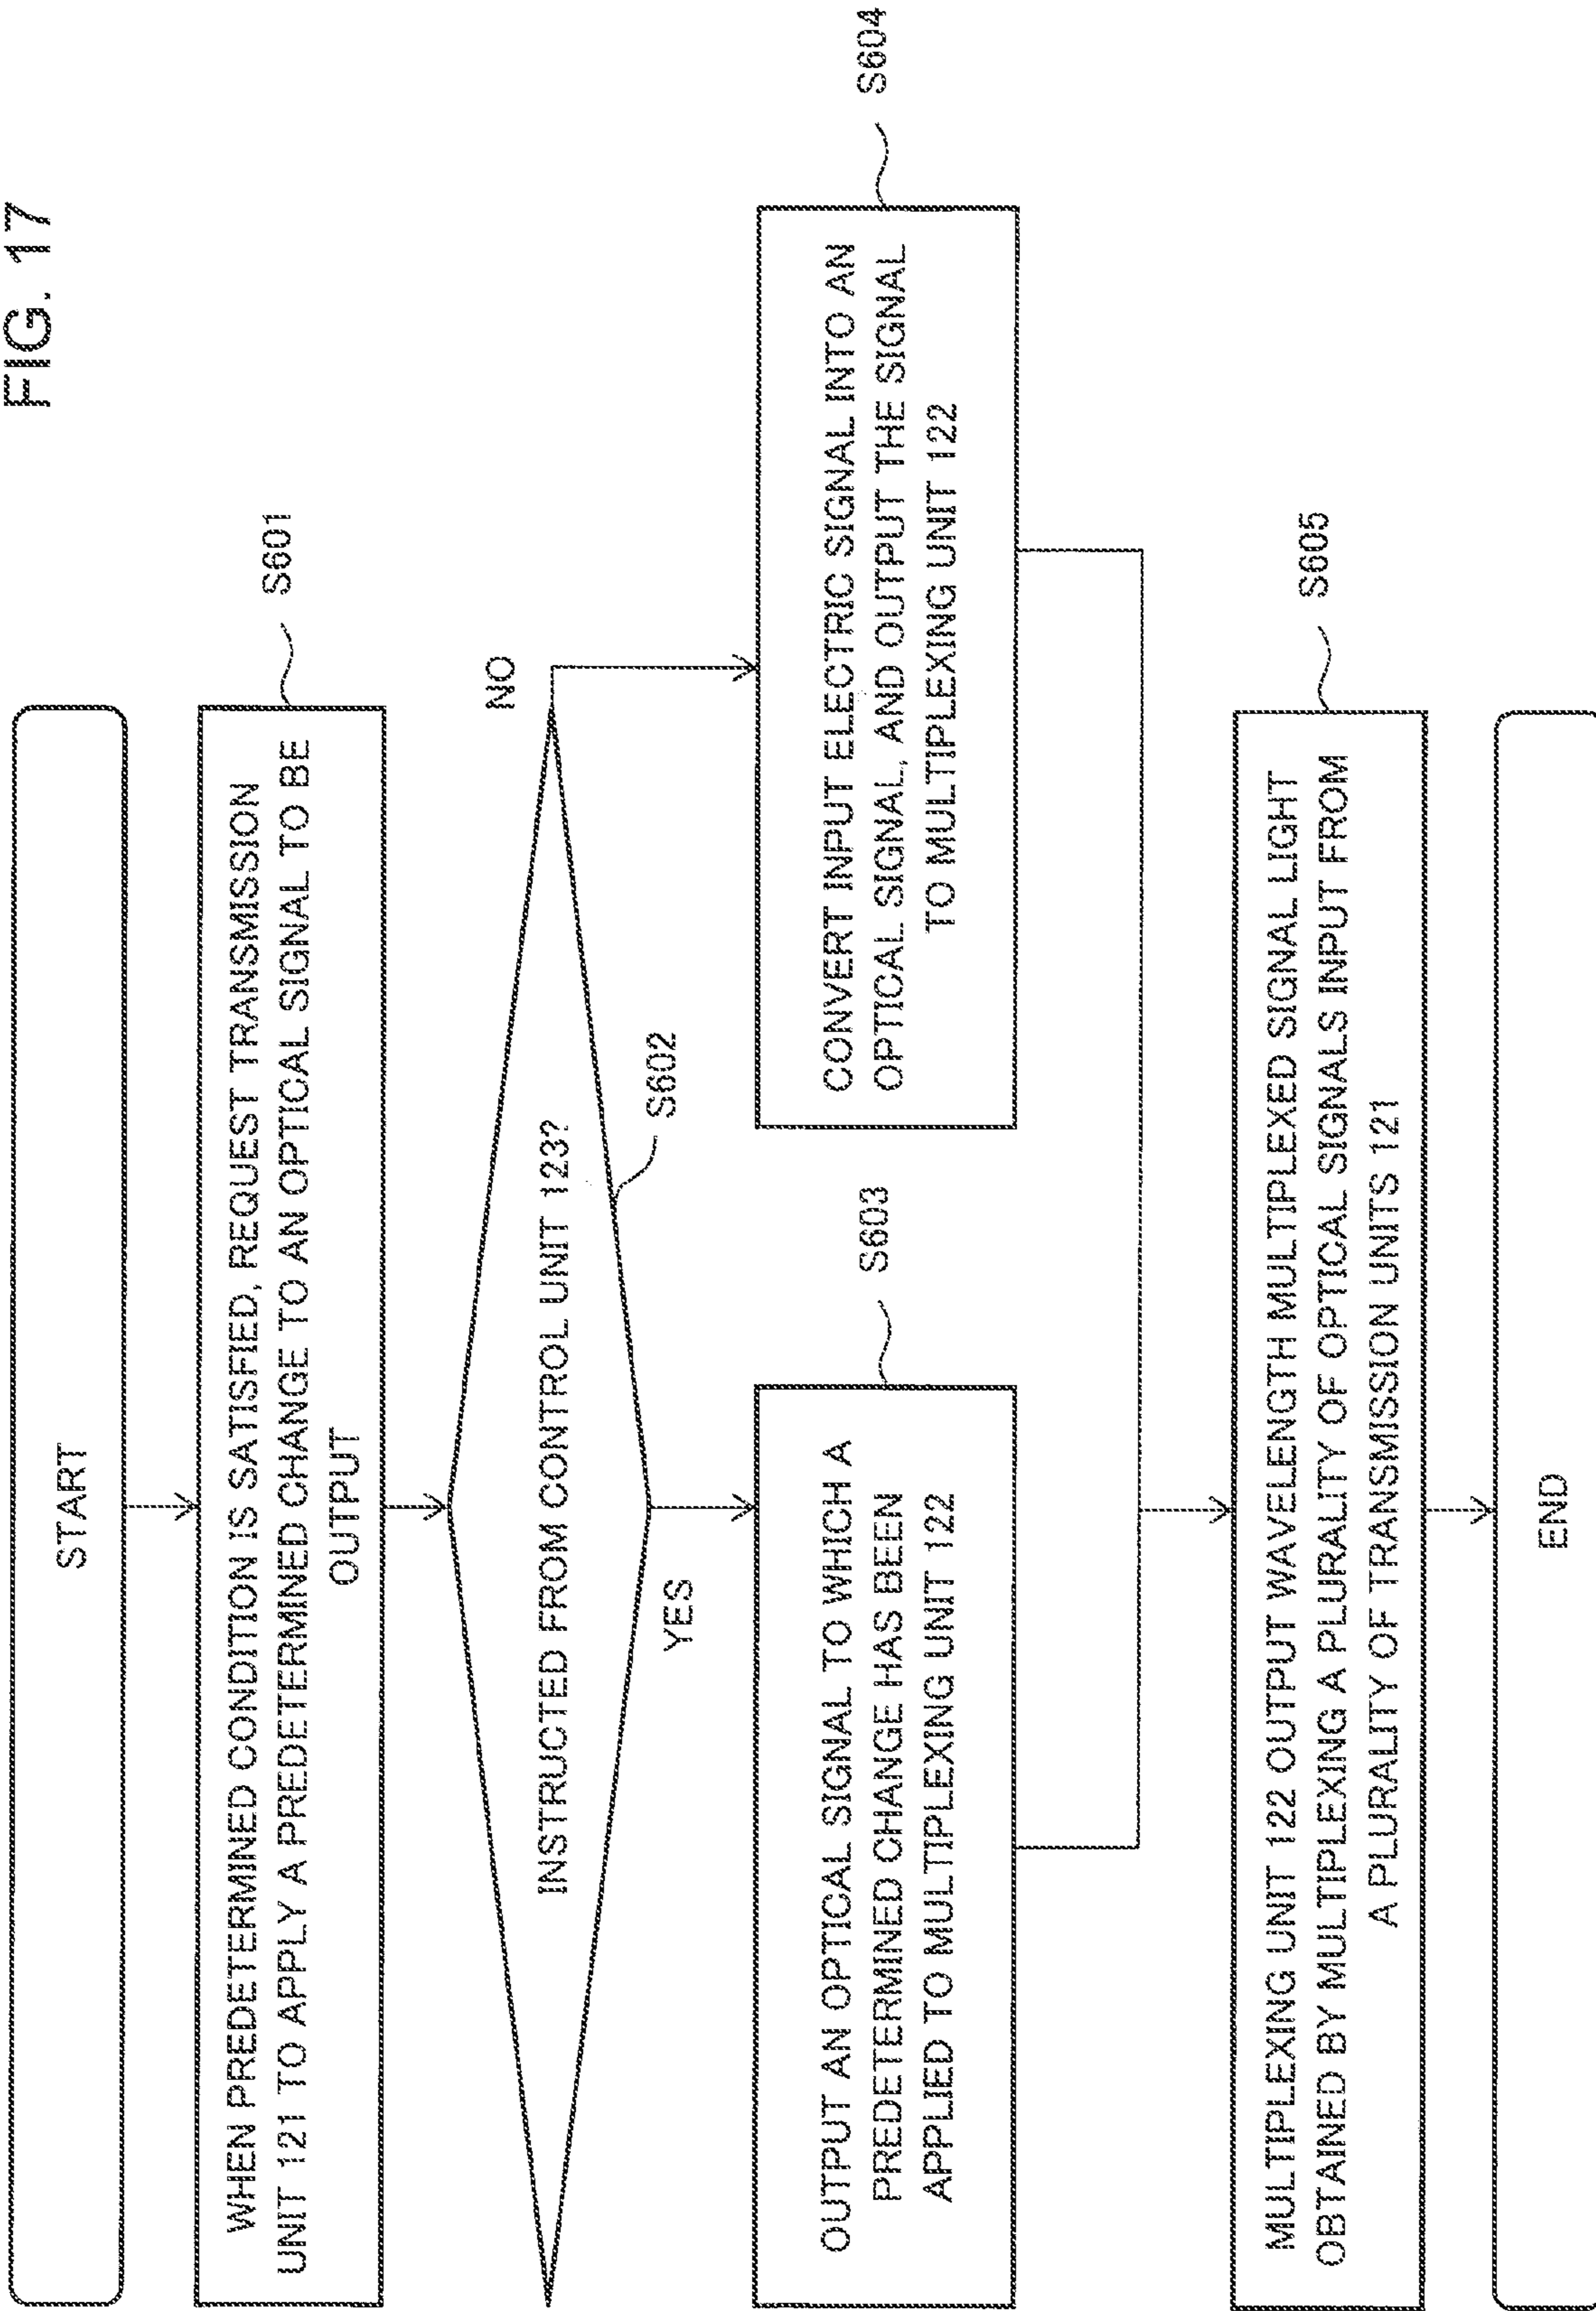 FIG. 17
START
WHEN PREDETERMINED CONDITION IS SATISFIED, REQUEST TRANSMISSION
UNIT 121 TO APPLY A PREDETERMINED CHANGE TO AN OPTICAL SIGNAL TO BE
OUTPUT
S601
INSTRUCTED FROM CONTROL UNIT 123?
S602
NO
YES
OUTPUT AN OPTICAL SIGNAL TO WHICH A
PREDETERMINED CHANGE HAS BEEN
APPLIED TO MULTIPLEXING UNIT 122
S603
CONVERT INPUT ELECTRIC SIGNAL INTO AN
OPTICAL SIGNAL, AND OUTPUT THE SIGNAL
TO MULTIPLEXING UNIT 122
S604
MULTIPLEXING UNIT 122 OUTPUT WAVELENGTH MULTIPLEXED SIGNAL LIGHT
OBTAINED BY MULTIPLEXING A PLURALITY OF OPTICAL SIGNALS INPUT FROM
A PLURALITY OF TRANSMISSION UNITS 121
S605
END